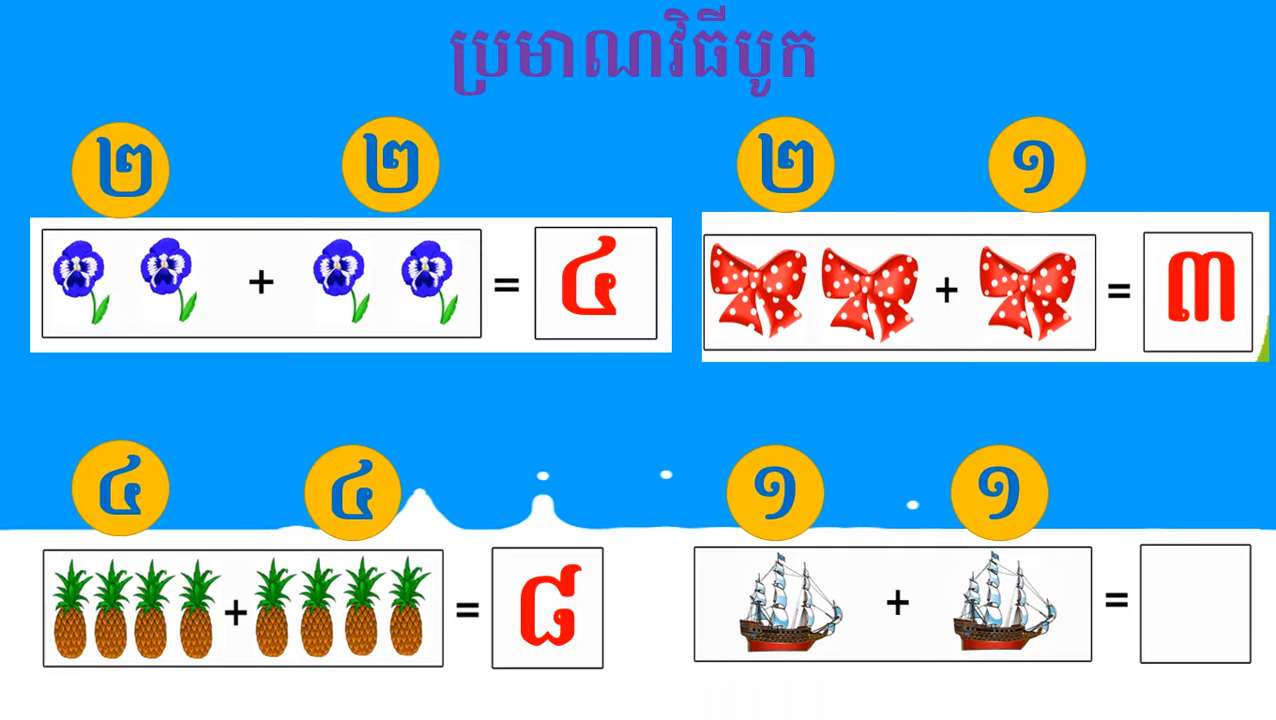 ប្រមាណវិធីបូក
២ ២
+ = ៤
២ ១
+ = ៣
៤ ៤
+ = ៨
១ ១
+ =